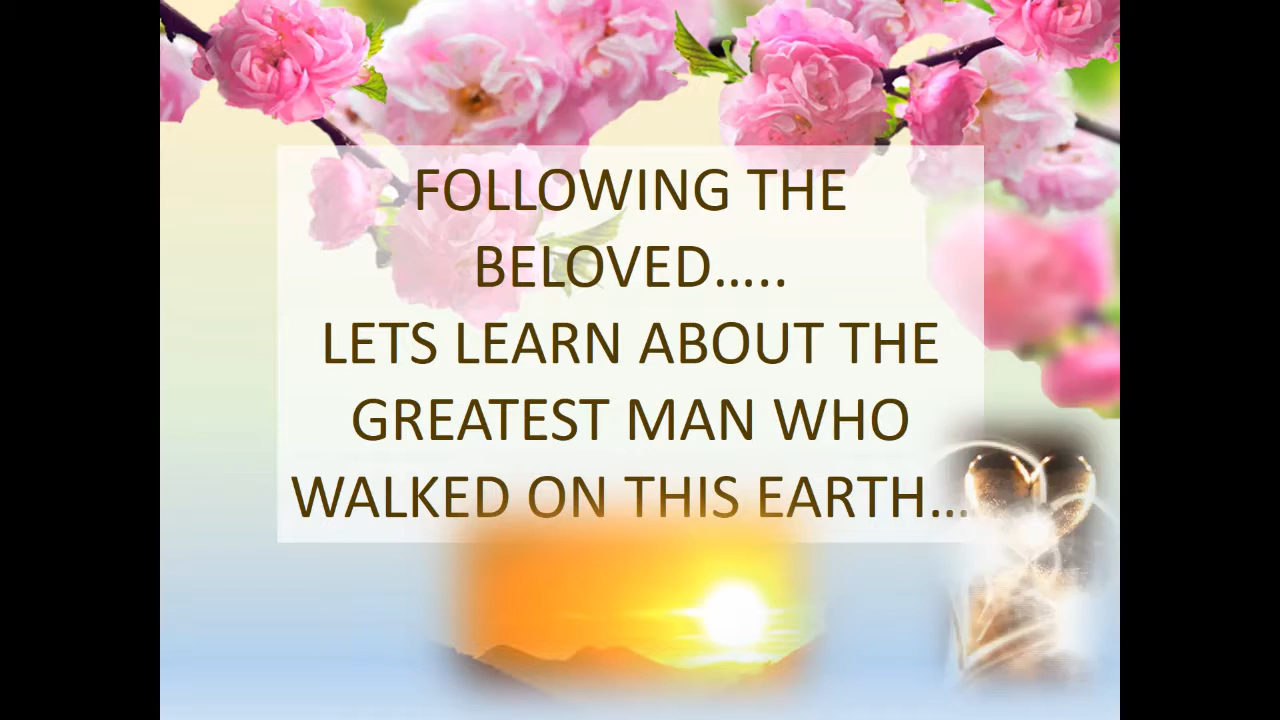 FOLLOWING THE
BELOVED…..
LETS LEARN ABOUT THE
GREATEST MAN WHO
WALKED ON THIS EARTH…